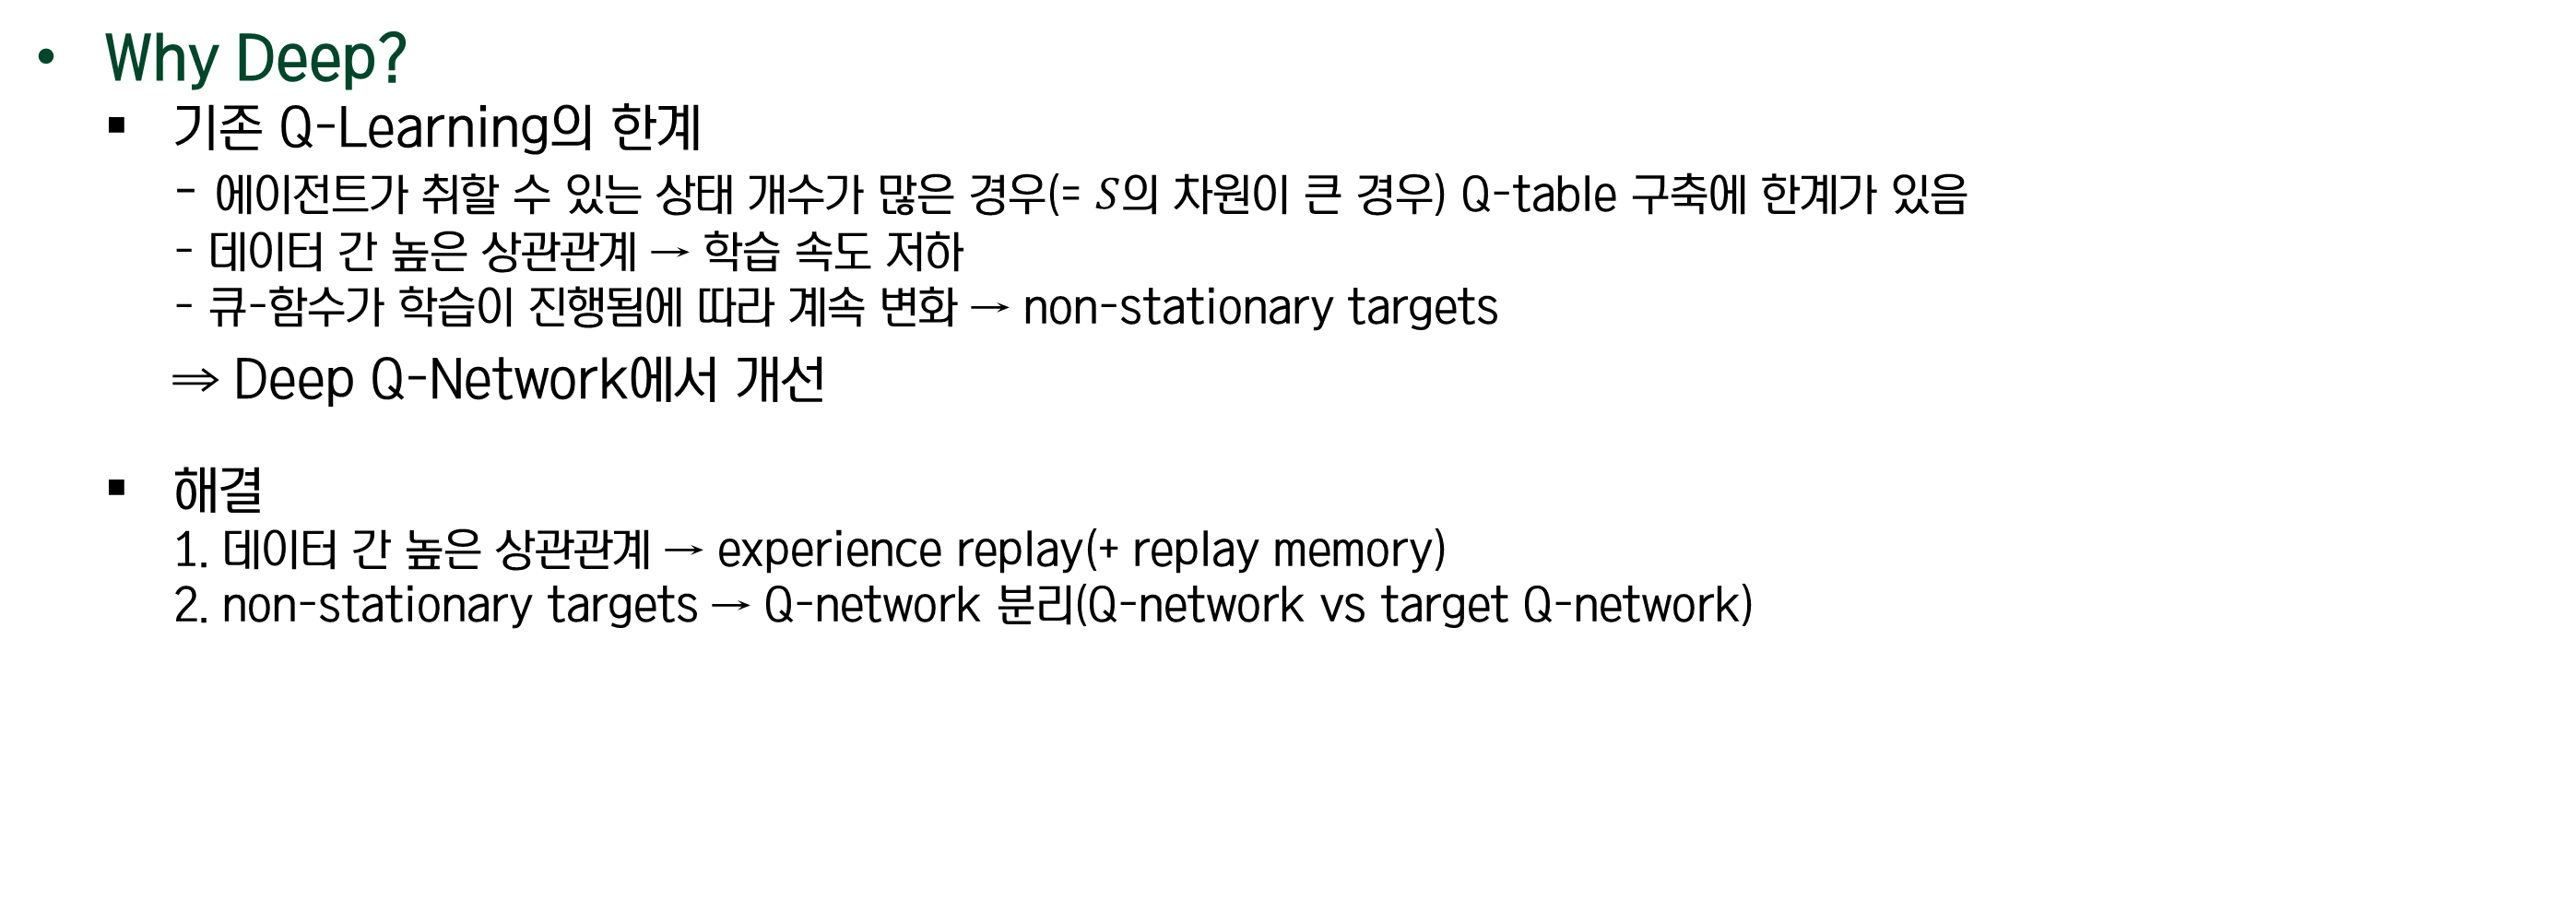 • Why Deep?
▪ 기존 Q-Learning의 한계
- 에이전트가 취할 수 있는 상태 개수가 많은 경우(= S의 차원이 큰 경우) Q-table 구축에 한계가 있음
- 데이터 간 높은 상관관계 → 학습 속도 저하
- 큐-함수가 학습이 진행됨에 따라 계속 변화 → non-stationary targets
⇒ Deep Q-Network에서 개선
▪ 해결
1. 데이터 간 높은 상관관계 → experience replay(+ replay memory)
2. non-stationary targets → Q-network 분리(Q-network vs target Q-network)